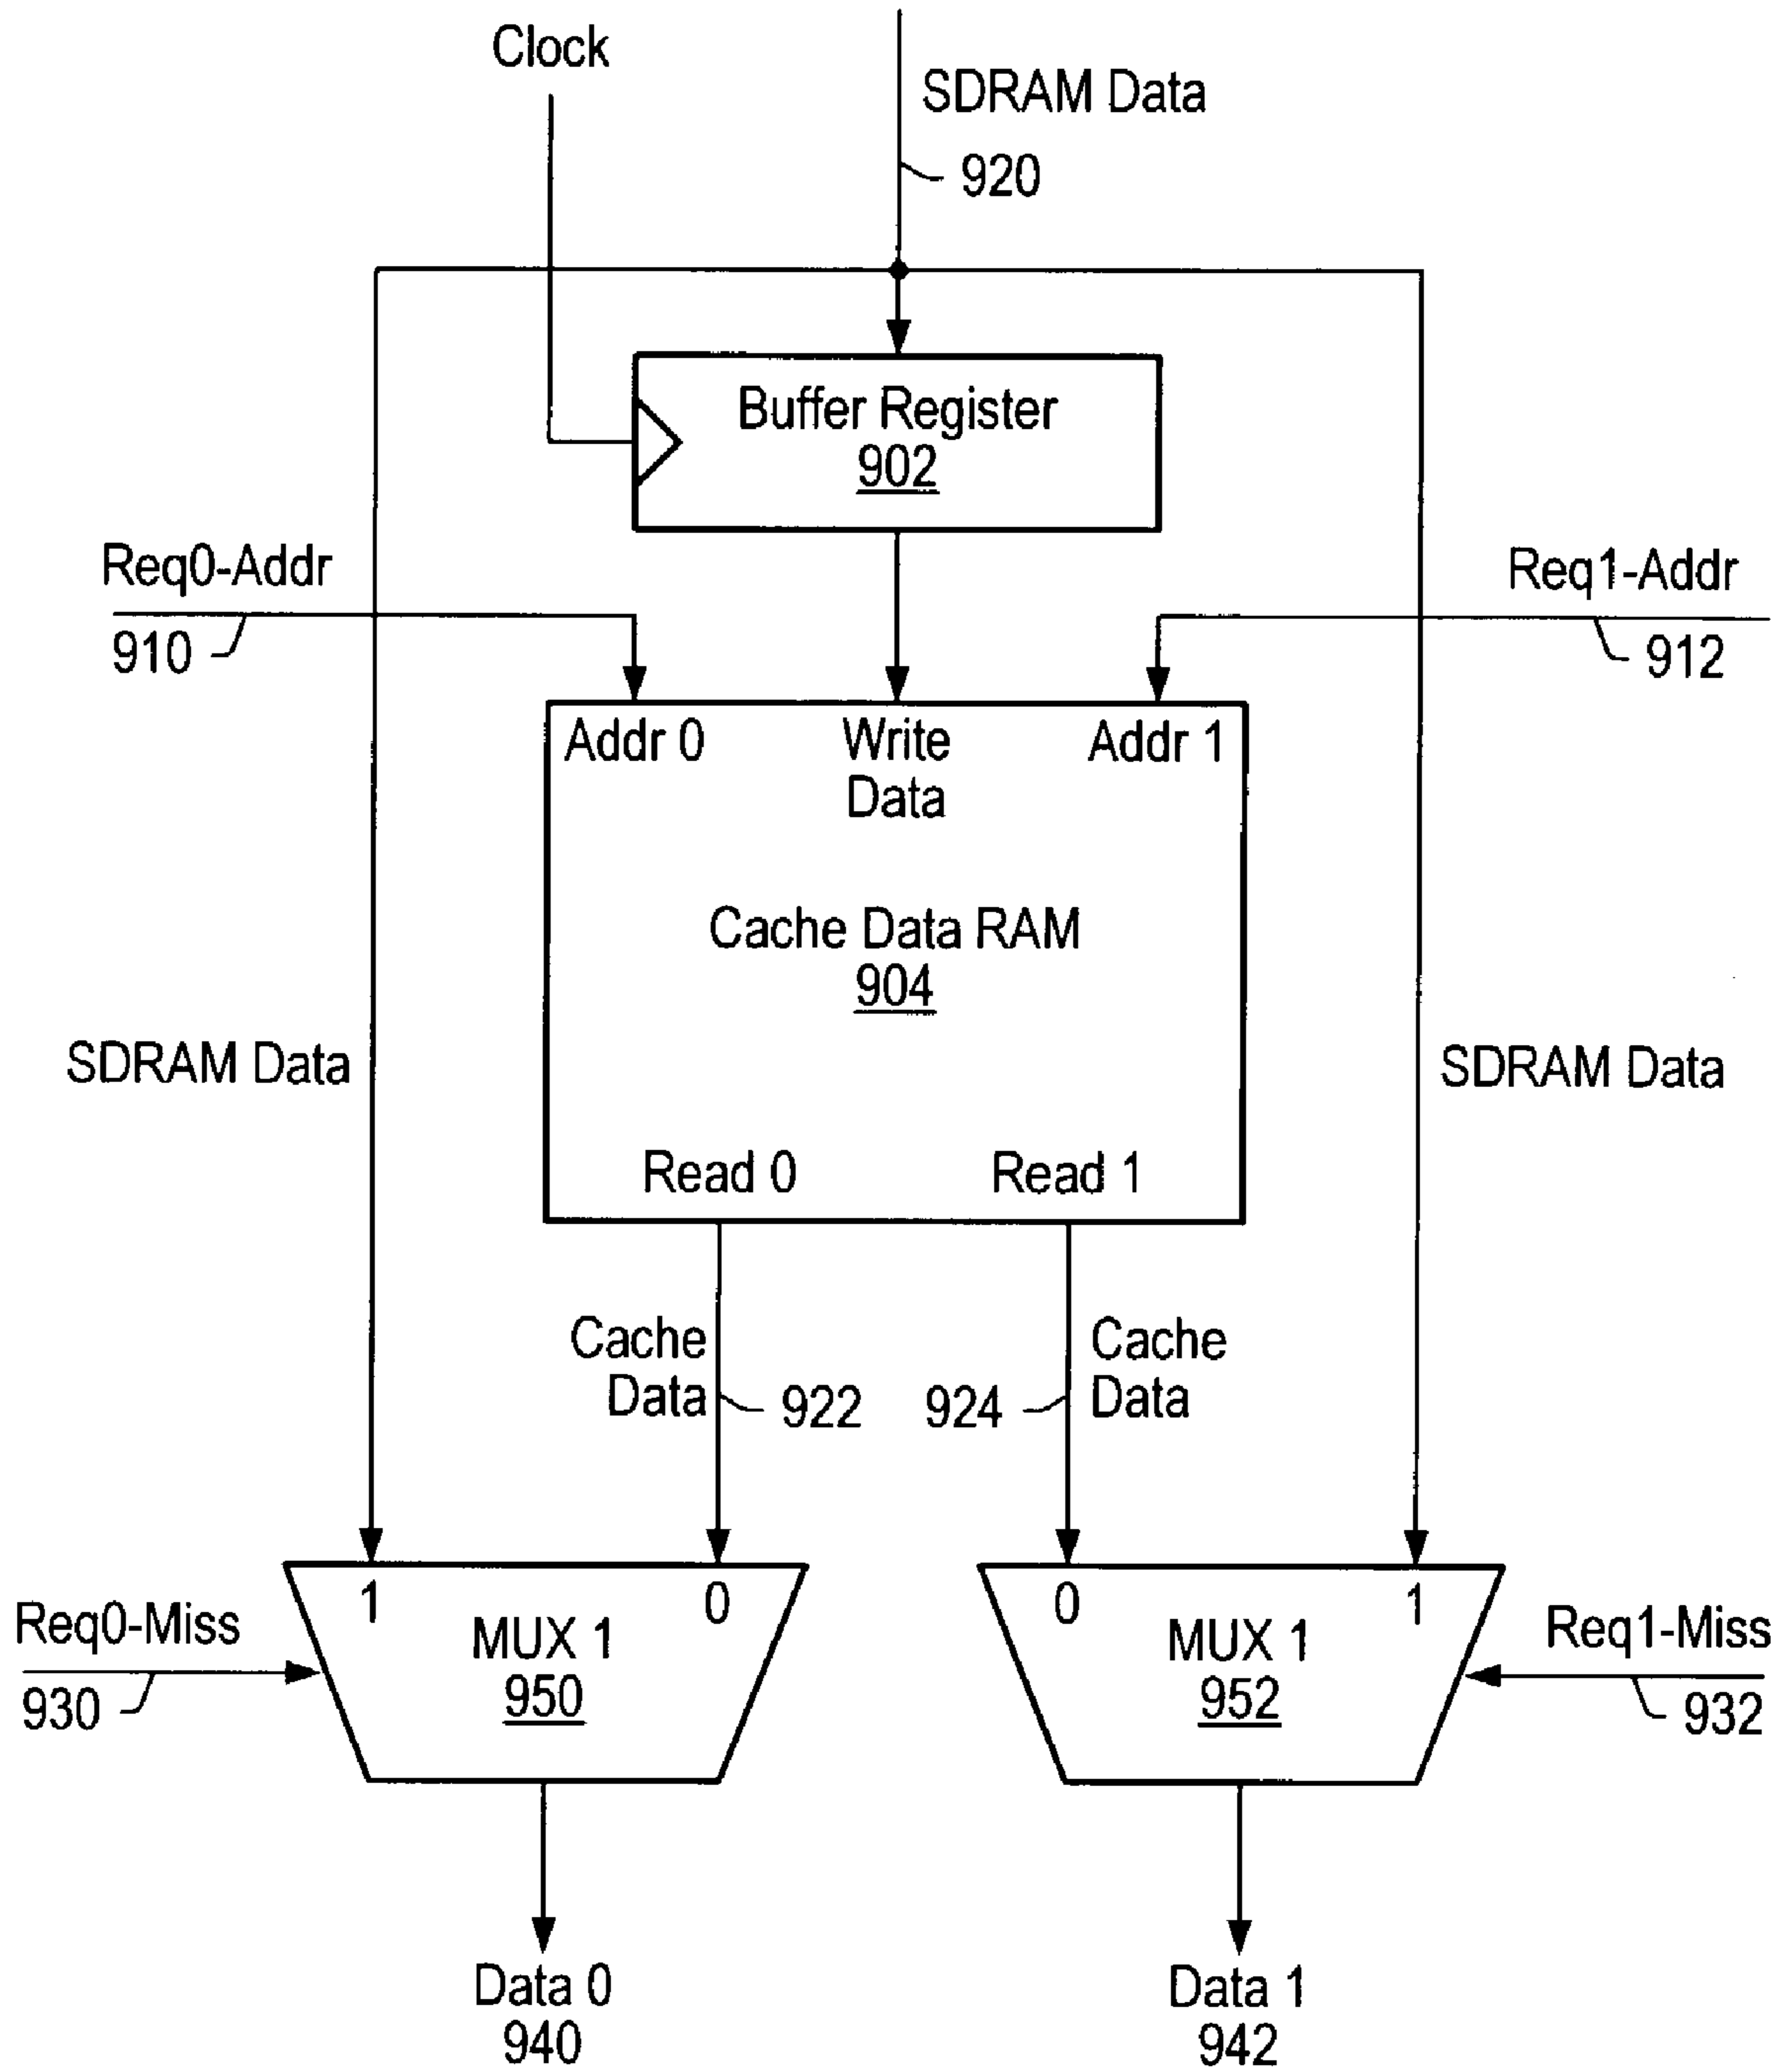 Clock
SDRAM Data
920
Buffer Register
902
Req0-Addr
910
Req1-Addr
912
Addr 0
Write
Data
Addr 1
Cache Data RAM
904
SDRAM Data
SDRAM Data
Read 0
Read 1
Cache
Data
922
924
Cache
Data
Req0-Miss
930
1
0
MUX 1
950
0
1
MUX 1
952
Req1-Miss
932
Data 0
940
Data 1
942